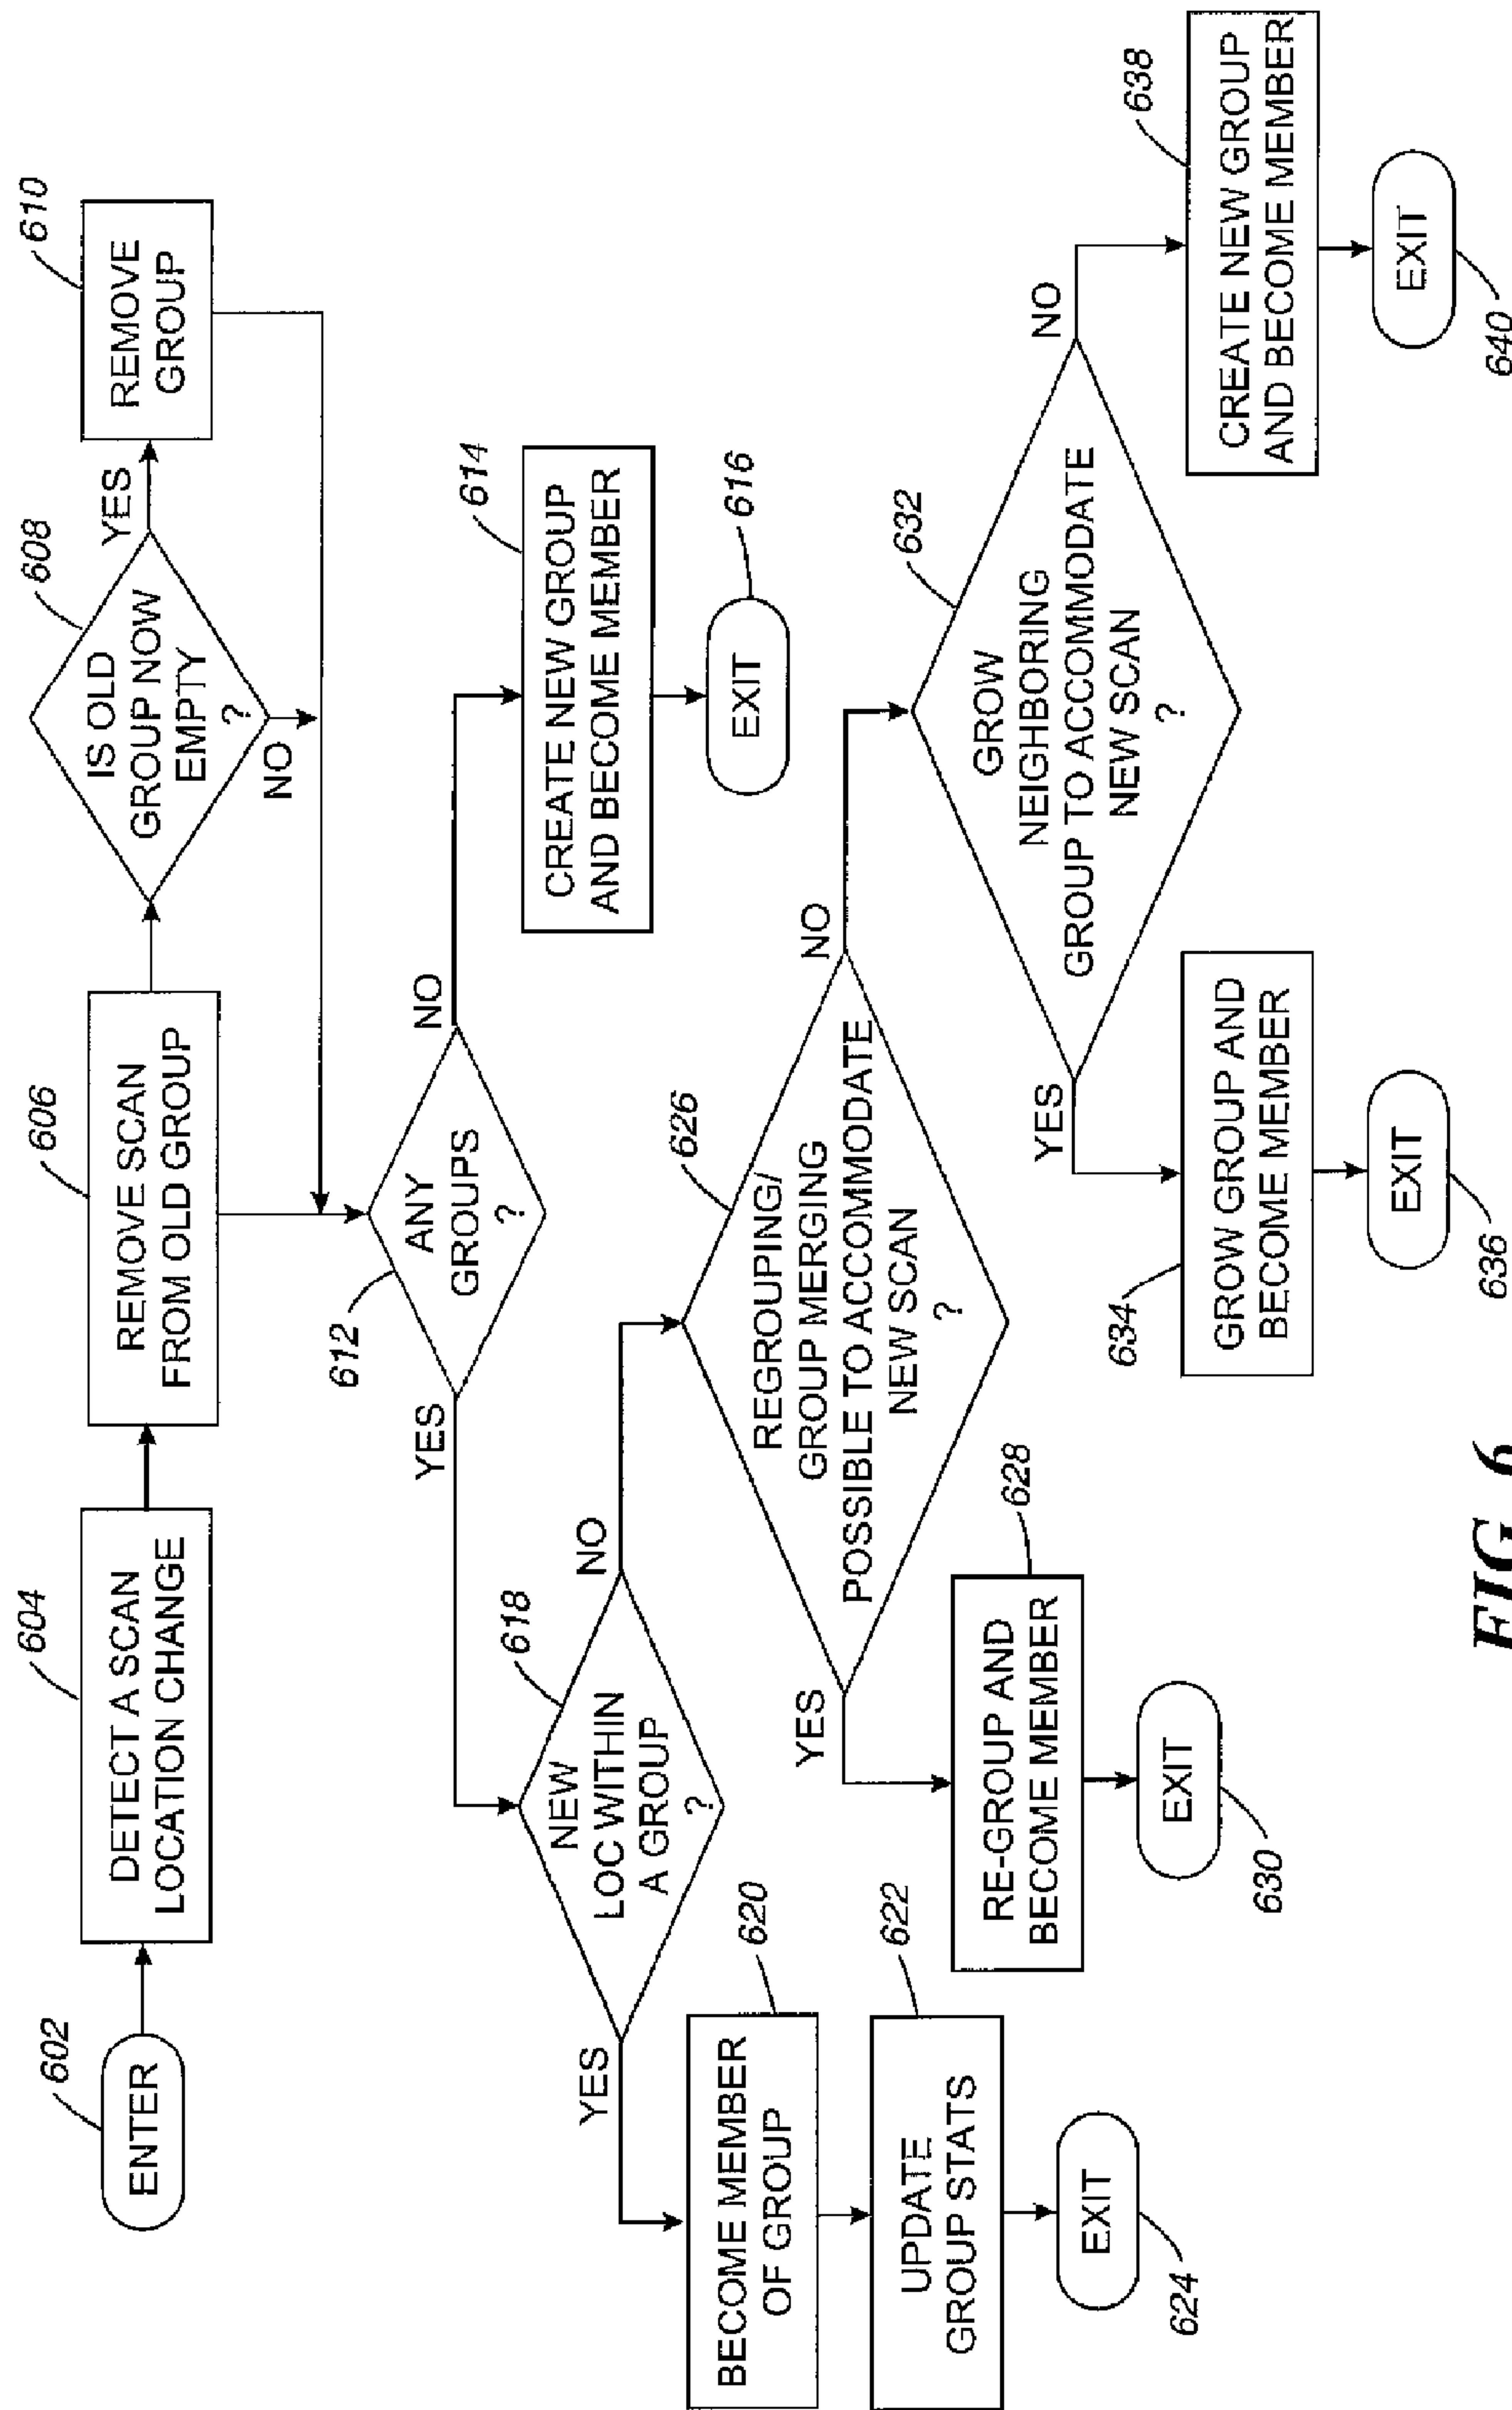 602
ENTER
604
DETECT A SCAN
LOCATION CHANGE
606
REMOVE SCAN
FROM OLD GROUP
608
IS OLD
GROUP NOW
EMPTY
?
YES
NO
610
REMOVE
GROUP
612
ANY
GROUPS
?
YES
NO
614
CREATE NEW GROUP
AND BECOME MEMBER
616
EXIT
618
NEW
LOC WITHIN
A GROUP
?
YES
NO
620
BECOME MEMBER
OF GROUP
622
UPDATE
GROUP STATS
EXIT
624
626
REGROUPING/
GROUP MERGING
POSSIBLE TO ACCOMMODATE
NEW SCAN
?
YES
NO
628
RE-GROUP AND
BECOME MEMBER
EXIT
630
632
GROW
NEIGHBORING
GROUP TO ACCOMMODATE
NEW SCAN
?
YES
NO
634
GROW GROUP AND
BECOME MEMBER
EXIT
636
638
CREATE NEW GROUP
AND BECOME MEMBER
EXIT
640
FIG. 6